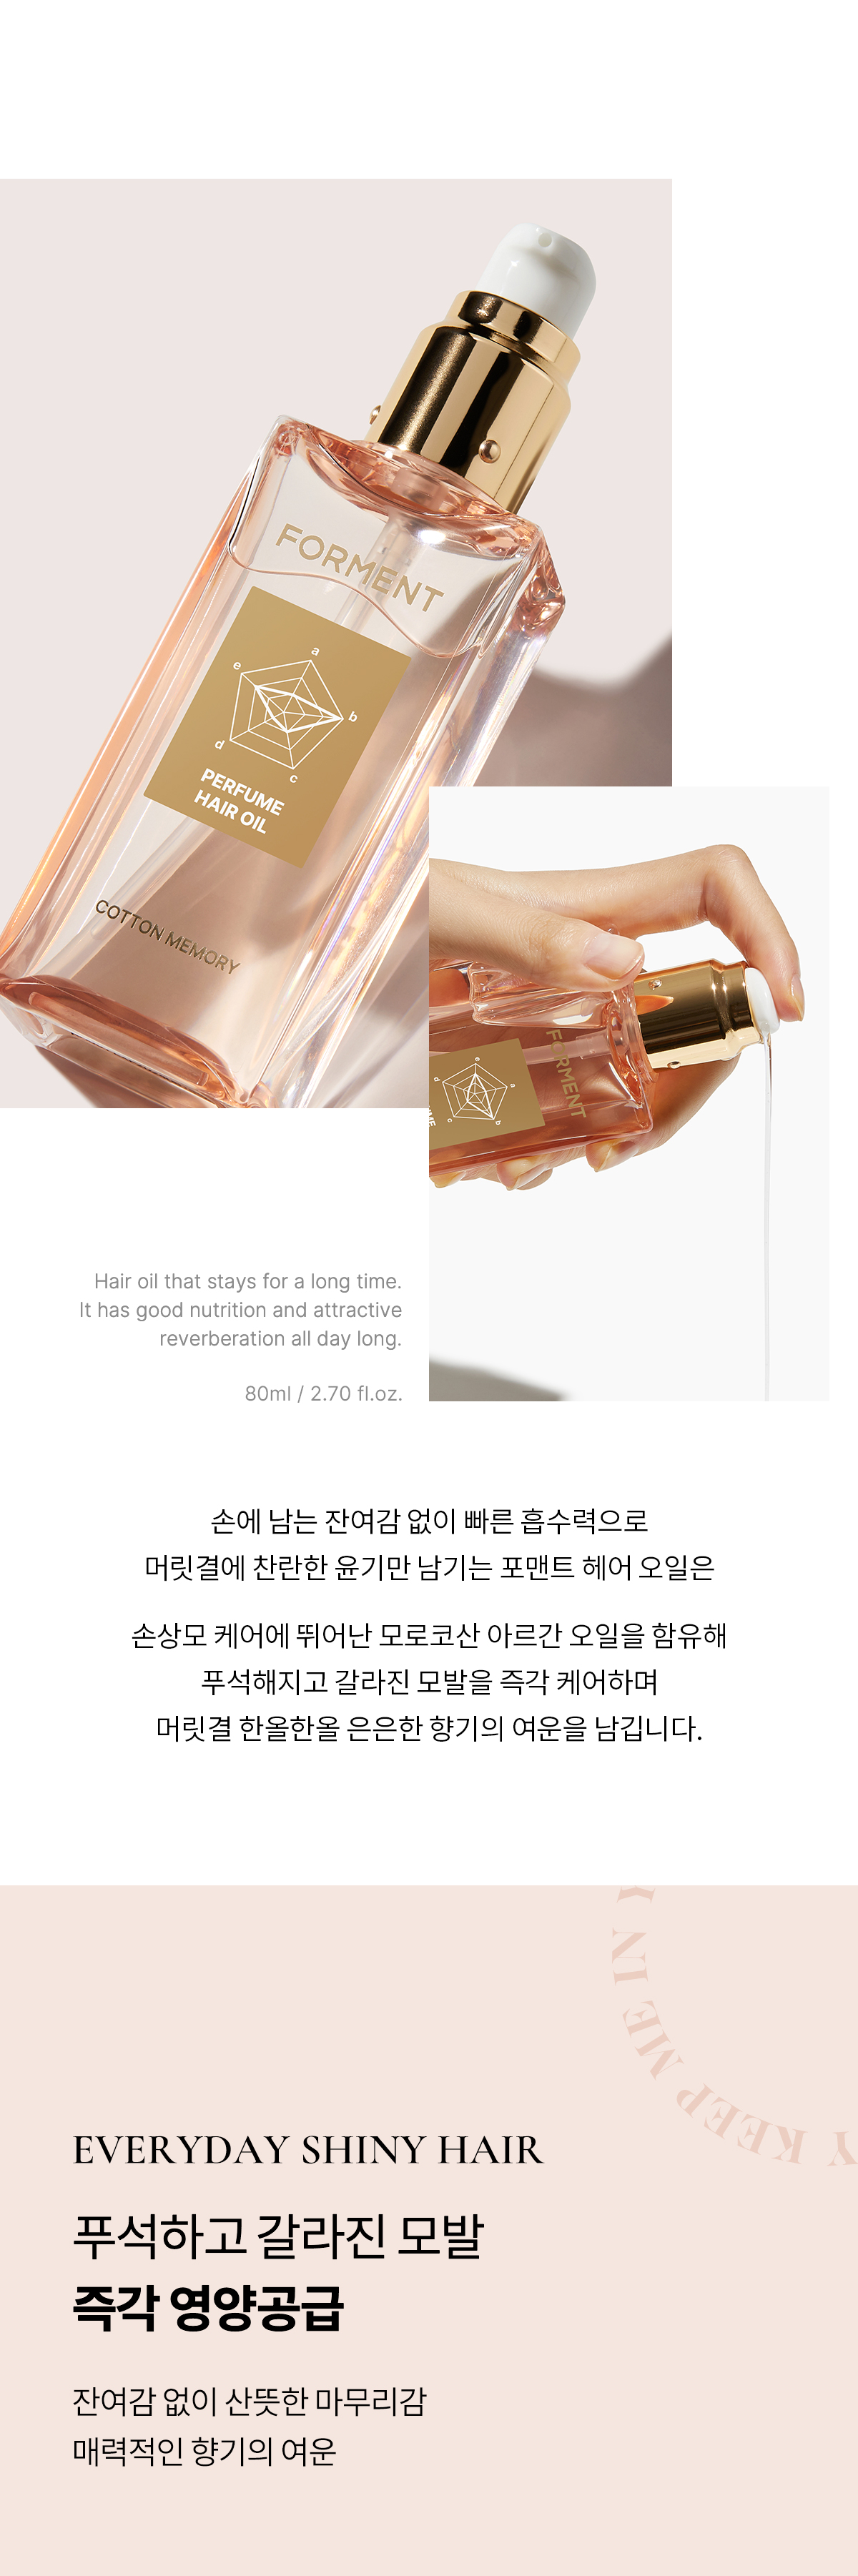 FORMENT
a
e
b
d
c
PERFUME
HAIR OIL
COTTON MEMORY
FORMENT
e
d
a
c
b
Hair oil that stays for a long time.
It has good nutrition and attractive
reverberation all day long.
80ml / 2.70 fl.oz.
손에 남는 잔여감 없이 빠른 흡수력으로
머릿결에 찬란한 윤기만 남기는 포맨트 헤어 오일은
손상모 케어에 뛰어난 모로코산 아르간 오일을 함유해
푸석해지고 갈라진 모발을 즉각 케어하며
머릿결 한올한올 은은한 향기의 여운을 남깁니다.
Y KEEP ME IN Y
EVERYDAY SHINY HAIR
푸석하고 갈라진 모발
즉각 영양공급
잔여감 없이 산뜻한 마무리감
매력적인 향기의 여운